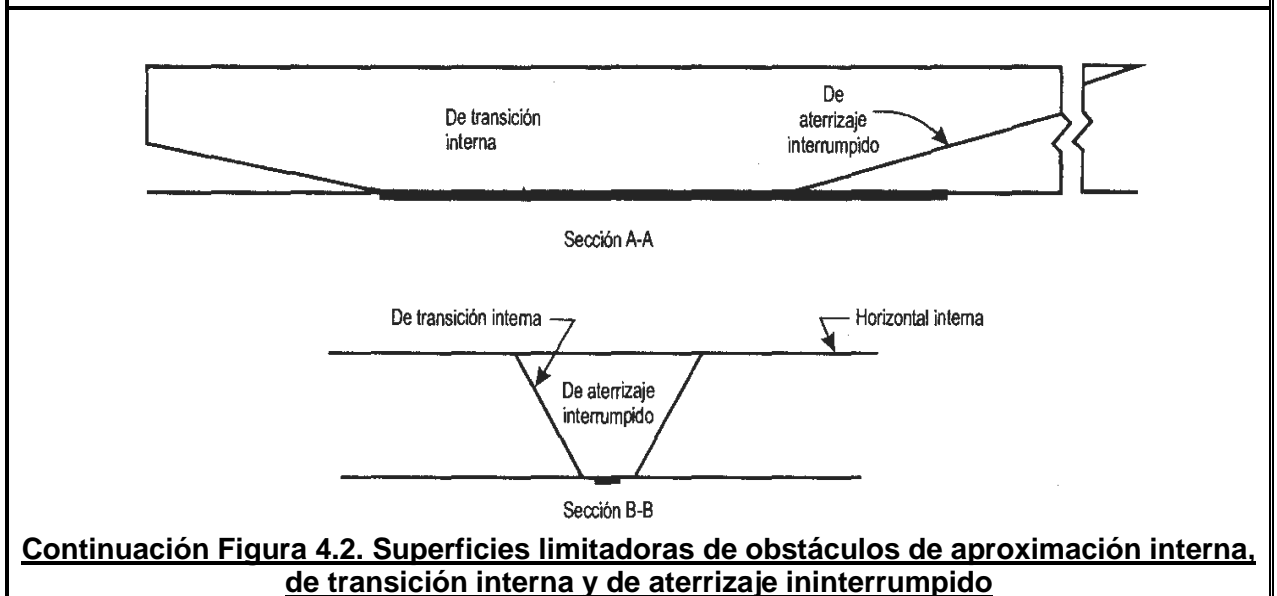 De transición
interna
De
aterrizaje
interrumpido
Sección A-A
De transición interna
Horizontal interna
De aterrizaje
interrumpido
Sección B-B
Continuación Figura 4.2. Superficies limitadoras de obstáculos de aproximación interna,
de transición interna y de aterrizaje ininterrumpido